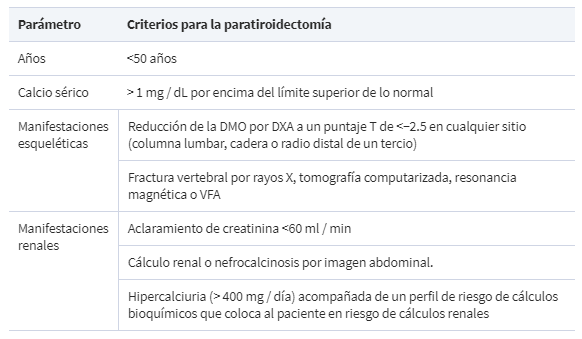 Parámetro Criterios para la paratiroidectomía
Años <50 años
Calcio sérico > 1 mg / dL por encima del límite superior de lo normal
Manifestaciones esqueléticas
Reducción de la DMO por DXA a un puntaje T de <−2.5 en cualquier sitio
(columna lumbar, cadera o radio distal de un tercio)
Fractura vertebral por rayos X, tomografía computarizada, resonancia
magnética o VFA
Manifestaciones renales
Aclaramiento de creatinina <60 ml / min
Cálculo renal o nefrocalcinosis por imagen abdominal.
Hipercalciuria (> 400 mg / día) acompañada de un perfil de riesgo de cálculos
bioquímicos que coloca al paciente en riesgo de cálculos renales